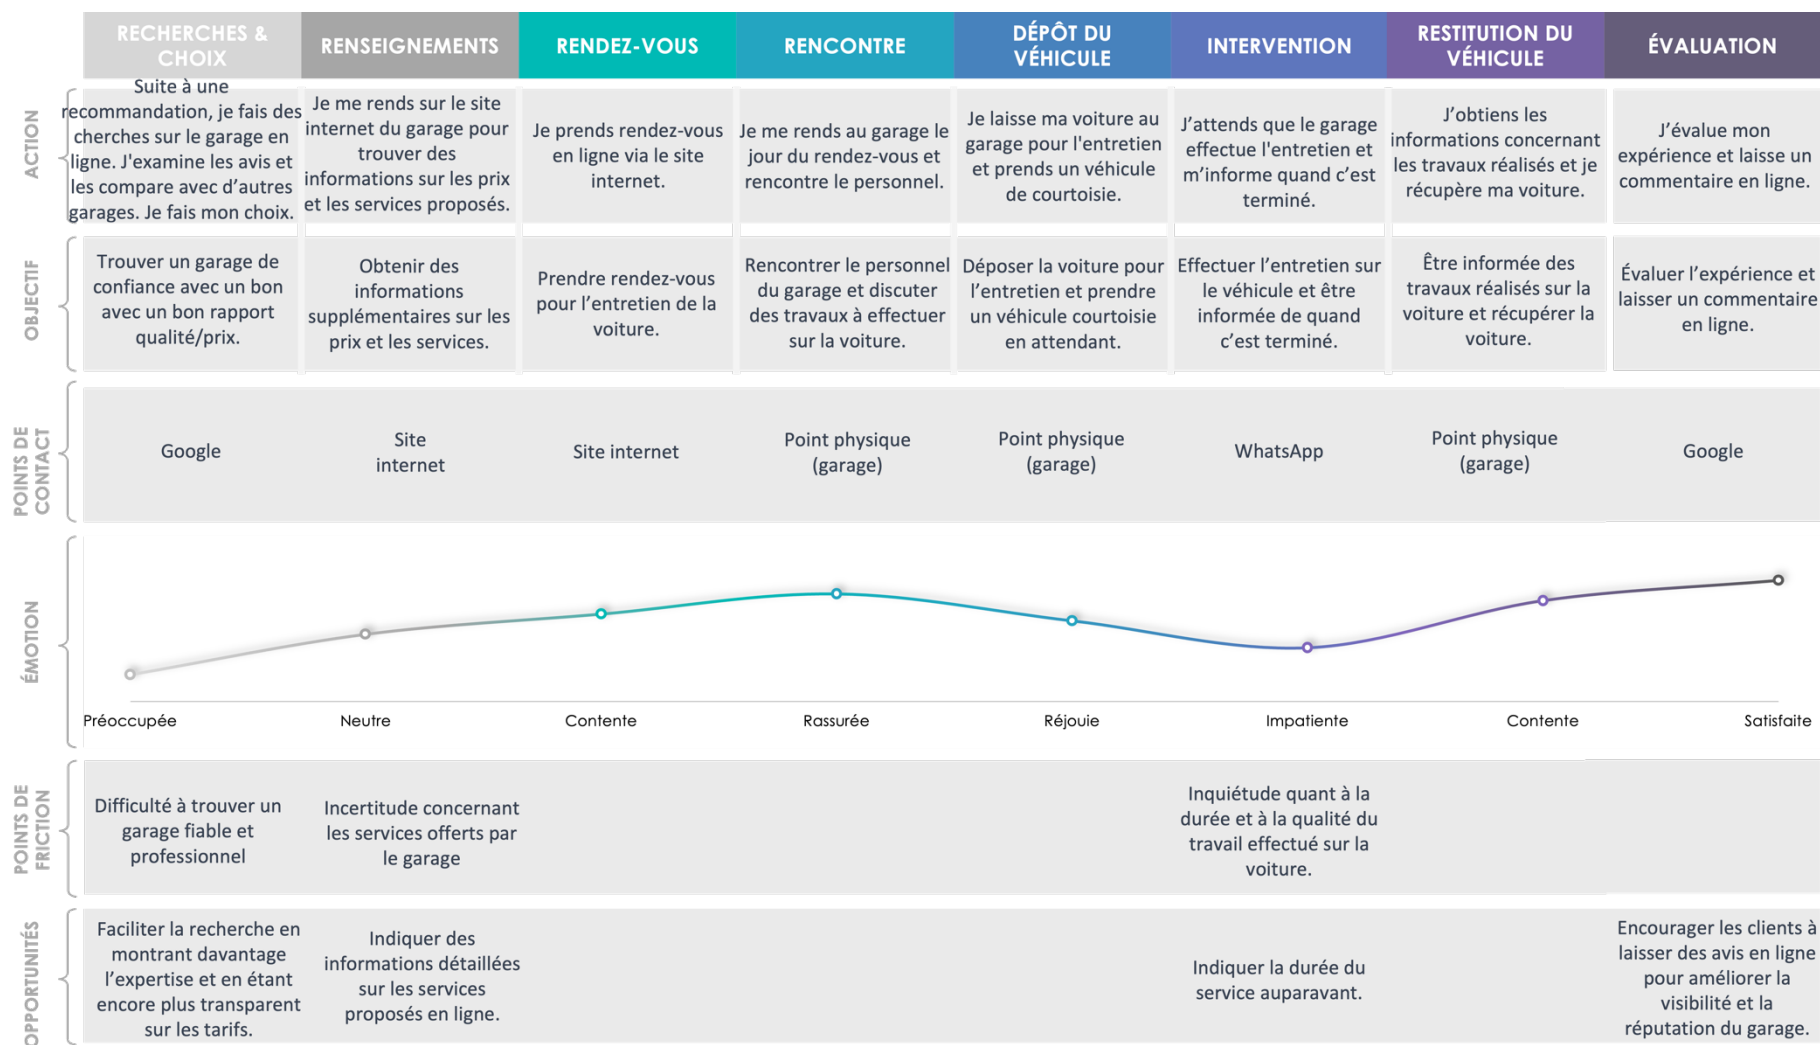 RECHERCHES &
CHOIX
RENSEIGNEMENTS
RENDEZ-VOUS
RENCONTRE
DÉPÔT DU
VÉHICULE
INTERVENTION
RESTITUTION DU
VÉHICULE
ÉVALUATION
ACTION
Suite à une
recommandation, je fais des
cherches sur le garage en
ligne. J'examine les avis et
les compare avec d’autres
garages. Je fais mon choix.
Je me rends sur le site
internet du garage pour
trouver des
informations sur les prix
et les services proposés.
Je prends rendez-vous
en ligne via le site
internet.
Je me rends au garage le
jour du rendez-vous et
rencontre le personnel.
Je laisse ma voiture au
garage pour l'entretien
et prends un véhicule
de courtoisie.
J’attends que le garage
effectue l'entretien et
m’informe quand c’est
terminé.
J’obtiens les
informations concernant
les travaux réalisés et je
récupère ma voiture.
J’évalue mon
expérience et laisse un
commentaire en ligne.
OBJECTIF
Trouver un garage de
confiance avec un bon
avec un bon rapport
qualité/prix.
Obtenir des
informations
supplémentaires sur les
prix et les services.
Prendre rendez-vous
pour l’entretien de la
voiture.
Rencontrer le personnel
du garage et discuter
des travaux à effectuer
sur la voiture.
Déposer la voiture pour
l’entretien et prendre
un véhicule courtoisie
en attendant.
Effectuer l’entretien sur
le véhicule et être
informée de quand
c’est terminé.
Être informée des
travaux réalisés sur la
voiture et récupérer la
voiture.
Évaluer l’expérience et
laisser un commentaire
en ligne.
POINTS DE
CONTACT
Google
Site
internet
Site internet
Point physique
(garage)
Point physique
(garage)
WhatsApp
Point physique
(garage)
Google
ÉMOTION
Préoccupée
Neutre
Contente
Rassurée
Réjouie
Impatiente
Contente
Satisfaite
POINTS DE
FRICTION
Difficulté à trouver un
garage fiable et
professionnel
Incertitude concernant
les services offerts par
le garage
Inquiétude quant à la
durée et à la qualité du
travail effectué sur la
voiture.
OPPORTUNITÉS
Faciliter la recherche en
montrant davantage
l’expertise et en étant
encore plus transparent
sur les tarifs.
Indiquer des
informations détaillées
sur les services
proposés en ligne.
Indiquer la durée du
service auparavant.
Encourager les clients à
laisser des avis en ligne
pour améliorer la
visibilité et la
réputation du garage.